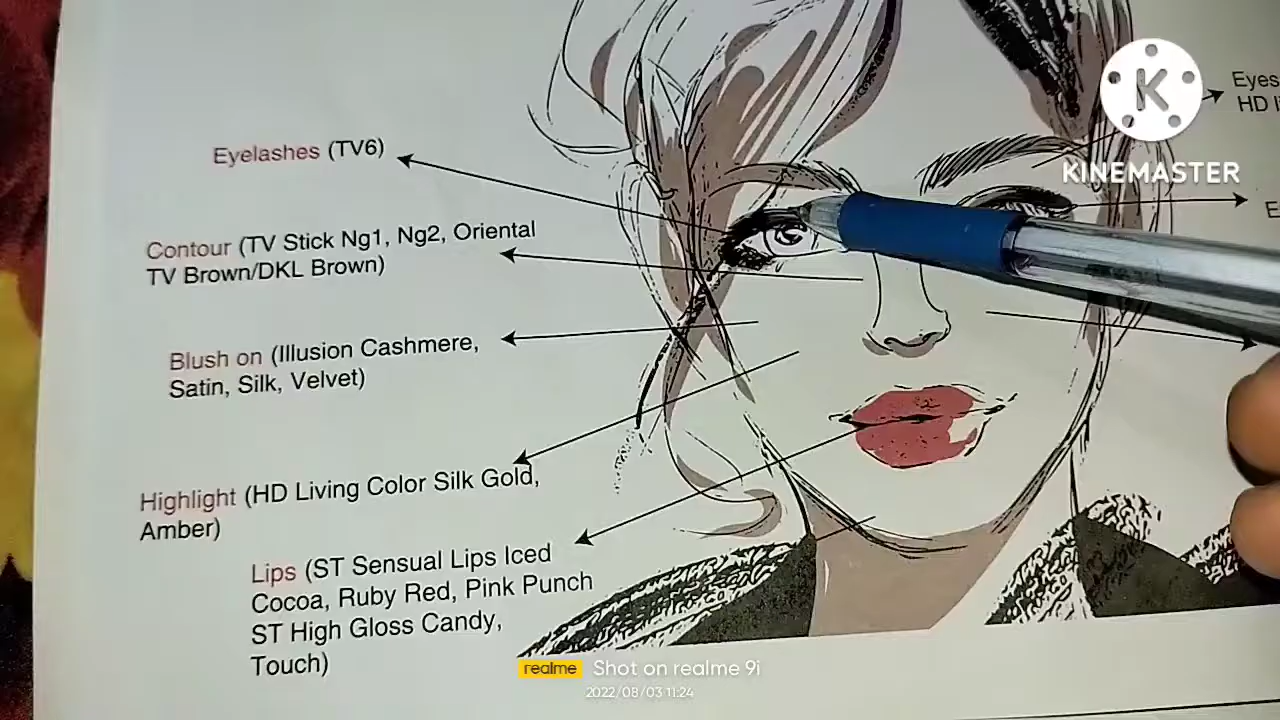 Eyelashes (TV6)
Contour (TV Stick Ng1, Ng2, Oriental
TV Brown/DKL Brown)
Blush on (Illusion Cashmere,
Satin, Silk, Velvet)
Highlight (HD Living Color Silk Gold,
Amber)
Lips (ST Sensual Lips Iced
Cocoa, Ruby Red, Pink Punch
ST High Gloss Candy,
Touch)
Eyes
HD
K
KINEMASTER
realme Shot on realme 9i
2022/08/03 11:24